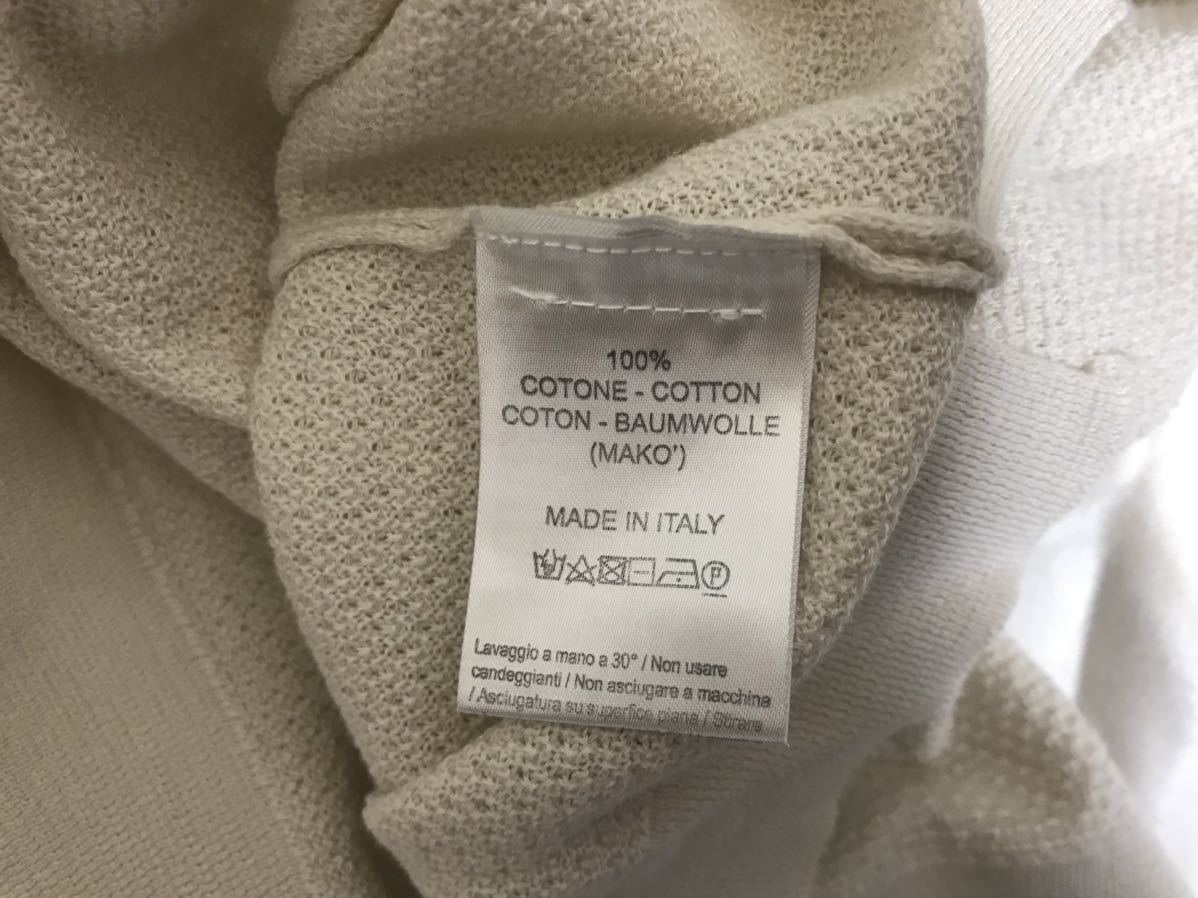 100%
COTONE - COTTON
COTON - BAUMWOLLE
(MAKO')
MADE IN ITALY
P
Lavaggio a mano a 30° / Non usare
candeggianti / Non asciugare a macchina
/ Asciugatura su superfice piana / Stirare